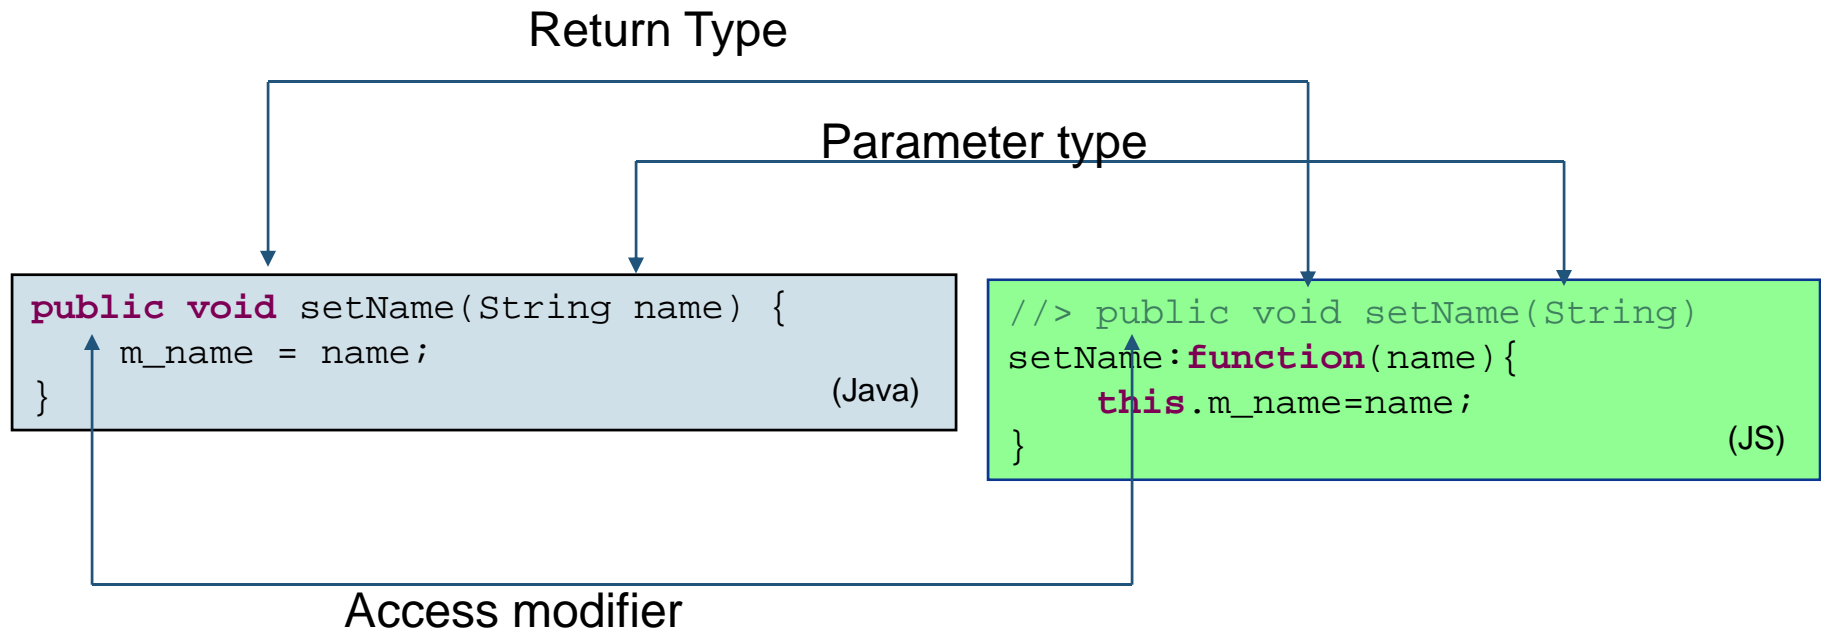 Return Type
Parameter type
public void setName(String name) {
    m_name = name;
}
(Java)
//> public void setName(String)
setName:function(name){
    this.m_name=name;
}
(JS)
Access modifier